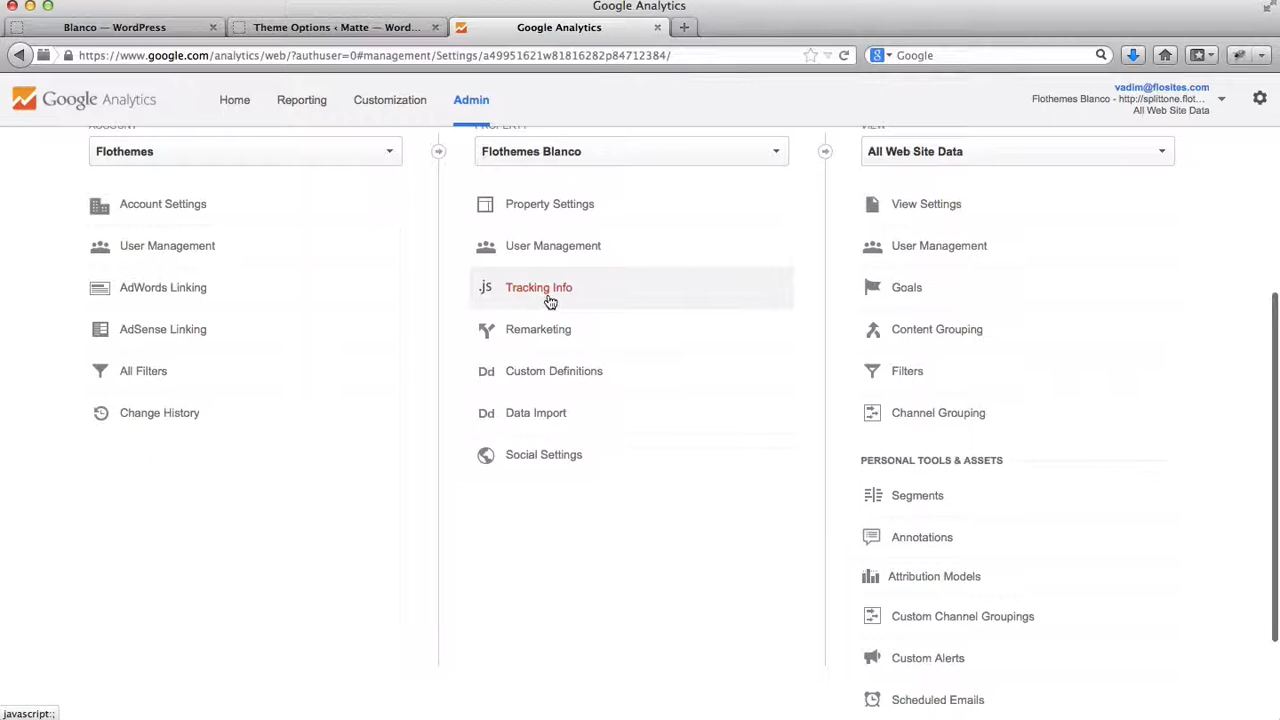 Google Analytics
Blanco — WordPress
Theme Options ‹ Matte — Word...
Google Analytics
https://www.google.com/analytics/web/?authuser=0#management/Settings/a49951621w81816282p84712384/
Google
Google Analytics
Home
Reporting
Customization
Admin
vadim@flosites.com
Flothemes Blanco - http://splittone.flot...
All Web Site Data
ACCOUNT
PROPERTY
VIEW
Flothemes
Flothemes Blanco
All Web Site Data
Account Settings
User Management
AdWords Linking
AdSense Linking
All Filters
Change History
Property Settings
User Management
.js Tracking Info
Remarketing
Dd Custom Definitions
Dd Data Import
Social Settings
View Settings
User Management
Goals
Content Grouping
Filters
Channel Grouping
PERSONAL TOOLS & ASSETS
Segments
Annotations
Attribution Models
Custom Channel Groupings
Custom Alerts
Scheduled Emails
javascript:;